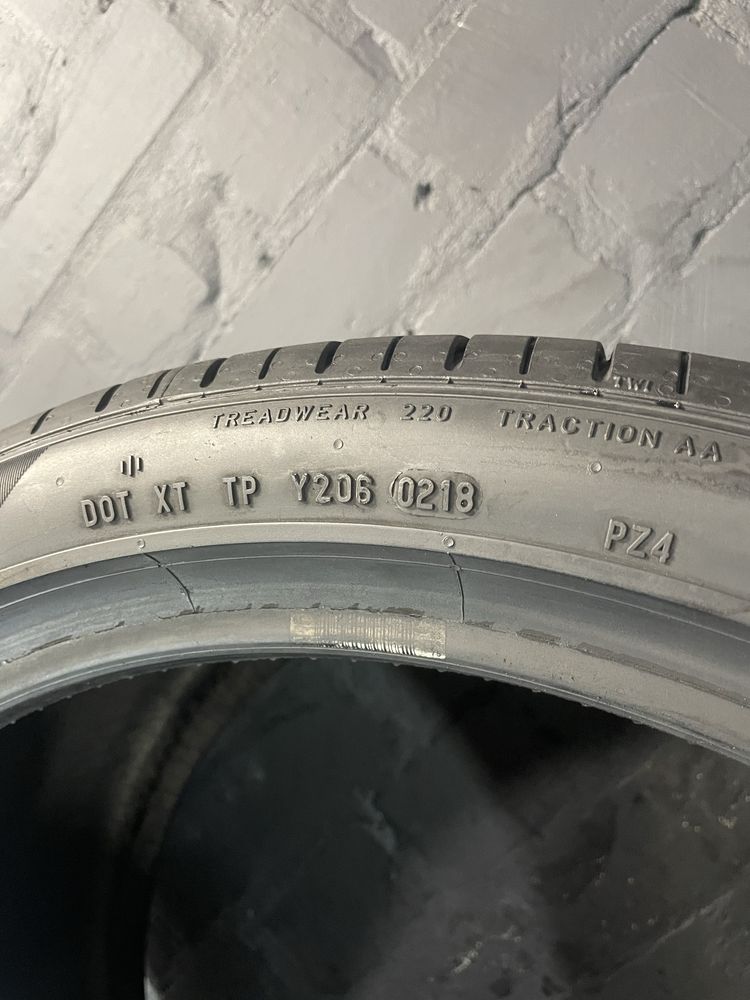 TWI
TREADWEAR 220 TRACTION AA
DOT XT TP Y206 0218
PZ4